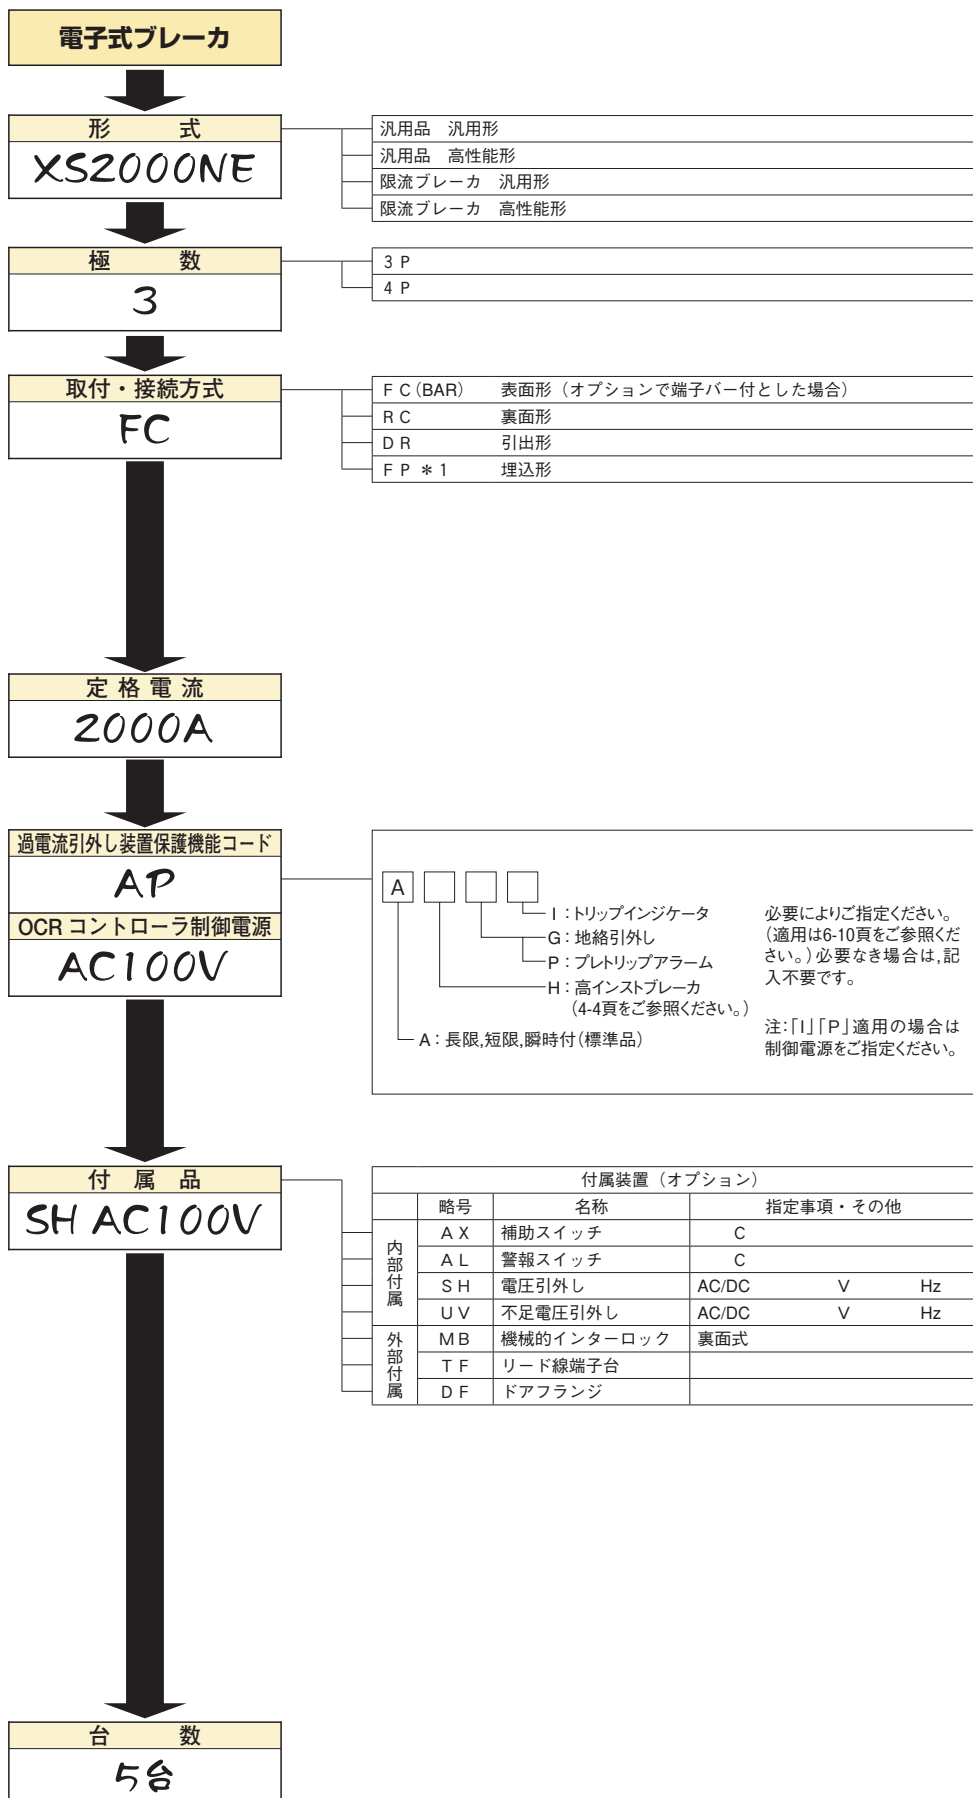 電子式ブレーカ
形　式
XS2000NE
汎用品　汎用形
汎用品　高性能形
限流ブレーカ　汎用形
限流ブレーカ　高性能形
極　数
3
3 P
4 P
取付・接続方式
FC
F C (BAR)　表面形（オプションで端子バー付とした場合）
R C　裏面形
D R　引出形
F P ＊1　埋込形
定格電流
2000A
過電流引外し装置保護機能コード
AP
OCR コントローラ制御電源
AC100V
A
I：トリップインジケータ
G：地絡引外し
P：プレトリップアラーム
H：高インストブレーカ
(4-4頁をご参照ください。)
A：長限,短限,瞬時付(標準品)
必要によりご指定ください。
(適用は6-10頁をご参照くだ
さい。)必要なき場合は,記
入不要です。
注:「I」「P」適用の場合は
制御電源をご指定ください。
付　属　品
SH AC100V
付属装置（オプション）
略号　名称　指定事項・その他
内部付属
A X　補助スイッチ　C
A L　警報スイッチ　C
S H　電圧引外し　AC/DC　V　Hz
U V　不足電圧引外し　AC/DC　V　Hz
外部付属
M B　機械的インターロック　裏面式
T F　リード線端子台
D F　ドアフランジ
台　数
5台